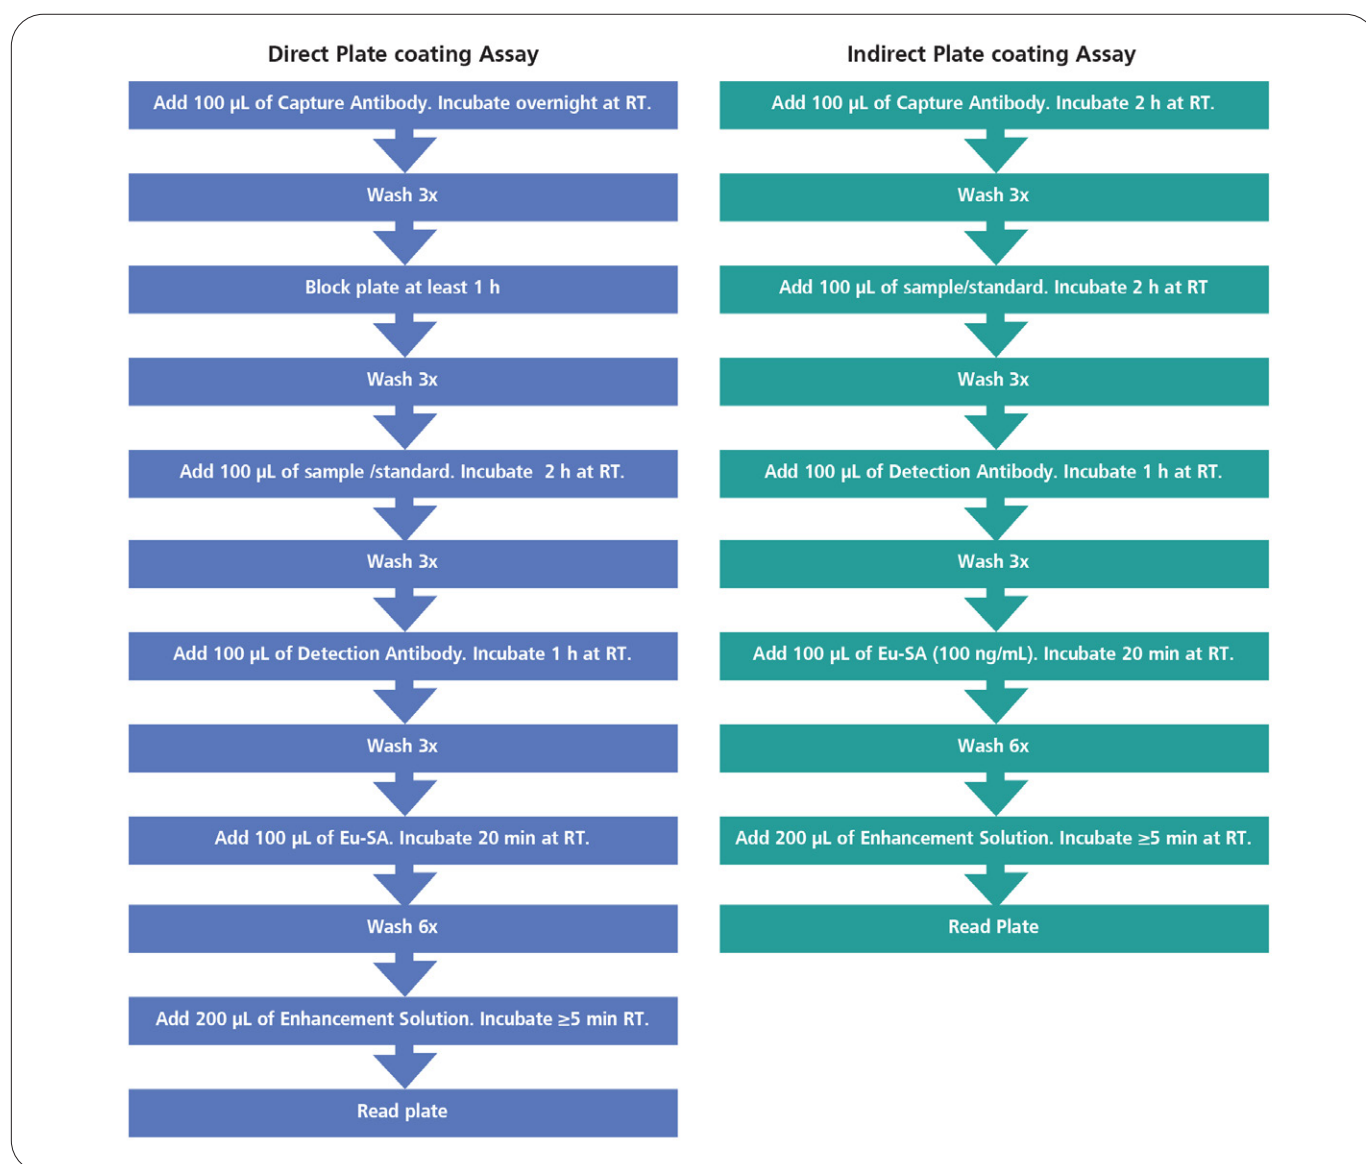 Direct Plate coating Assay
Add 100 µL of Capture Antibody. Incubate overnight at RT.
Wash 3x
Block plate at least 1 h
Wash 3x
Add 100 µL of sample /standard. Incubate  2 h at RT.
Wash 3x
Add 100 µL of Detection Antibody. Incubate 1 h at RT.
Wash 3x
Add 100 µL of Eu-SA. Incubate 20 min at RT.
Wash 6x
Add 200 µL of Enhancement Solution. Incubate ≥5 min RT.
Read plate
Indirect Plate coating Assay
Add 100 µL of Capture Antibody. Incubate 2 h at RT.
Wash 3x
Add 100 µL of sample/standard. Incubate 2 h at RT
Wash 3x
Add 100 µL of Detection Antibody. Incubate 1 h at RT.
Wash 3x
Add 100 µL of Eu-SA (100 ng/mL). Incubate 20 min at RT.
Wash 6x
Add 200 µL of Enhancement Solution. Incubate ≥5 min at RT.
Read Plate